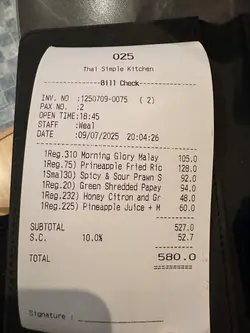 025
Thai Simple Kitchen
Bill Check
INV. NO :1250709-0075 ( 2)
PAX NO. :2
OPEN TIME:18:45
STAFF :Weal
DATE :09/07/2025 20:04:26
1Reg.310 Morning Glory Malay 105.0
1Reg.75) Prineapple Fried Ric 128.0
1Smal30) Spicy & Sour Prawn S 92.0
1Reg.20) Green Shredded Papay 94.0
1Reg.232) Honey Citron and Gr 48.0
1Reg.225) Pineapple Juice + M 60.0
SUBTOTAL 527.0
S.C. 10.0% 52.7
TOTAL 580.0
Signature :